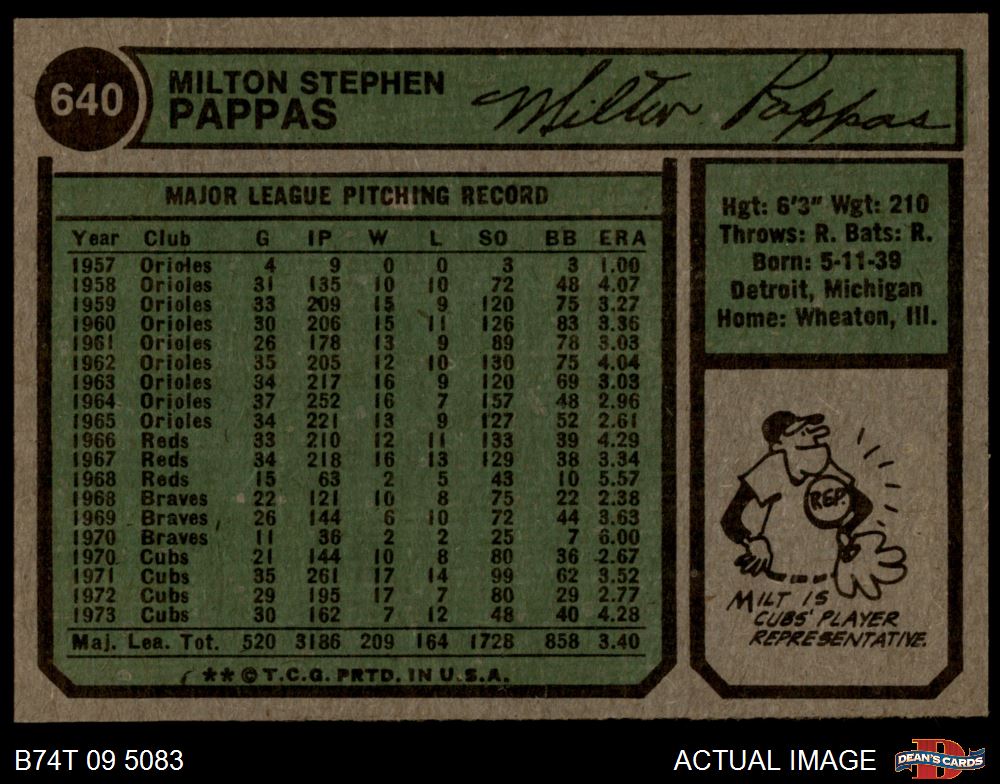 640
MILTON STEPHEN
PAPPAS
Milton Pappas
MAJOR LEAGUE PITCHING RECORD
Year Club G IP W L SO BB ERA
1957 Orioles 4 9 0 0 3 3 1.00
1958 Orioles 31 135 10 10 72 48 4.07
1959 Orioles 33 209 15 9 120 75 3.27
1960 Orioles 30 206 15 11 126 83 3.36
1961 Orioles 26 178 13 9 89 78 3.03
1962 Orioles 35 205 12 10 130 75 4.04
1963 Orioles 34 217 16 9 120 69 3.03
1964 Orioles 37 252 16 7 157 48 2.96
1965 Orioles 34 221 13 9 127 52 2.61
1966 Reds 33 210 12 11 133 39 4.29
1967 Reds 34 218 16 13 129 38 3.34
1968 Reds 15 63 2 5 43 10 5.57
1968 Braves 22 121 10 8 75 22 2.38
1969 Braves 26 144 6 10 72 44 3.63
1970 Braves 11 36 2 2 25 7 6.00
1970 Cubs 21 144 10 8 80 36 2.67
1971 Cubs 35 261 17 14 99 62 3.52
1972 Cubs 29 195 17 7 80 29 2.77
1973 Cubs 30 162 7 12 48 40 4.28
Maj. Lea. Tot. 520 3186 209 164 1728 858 3.40
** © T.C.G. PRTD. IN U.S.A.
Hgt: 6'3" Wgt: 210
Throws: R. Bats: R.
Born: 5-11-39
Detroit, Michigan
Home: Wheaton, Ill.
REP.
MILT IS
CUBS' PLAYER
REPRESENTATIVE.
B74T 09 5083
ACTUAL IMAGE
DEAN'S CARDS